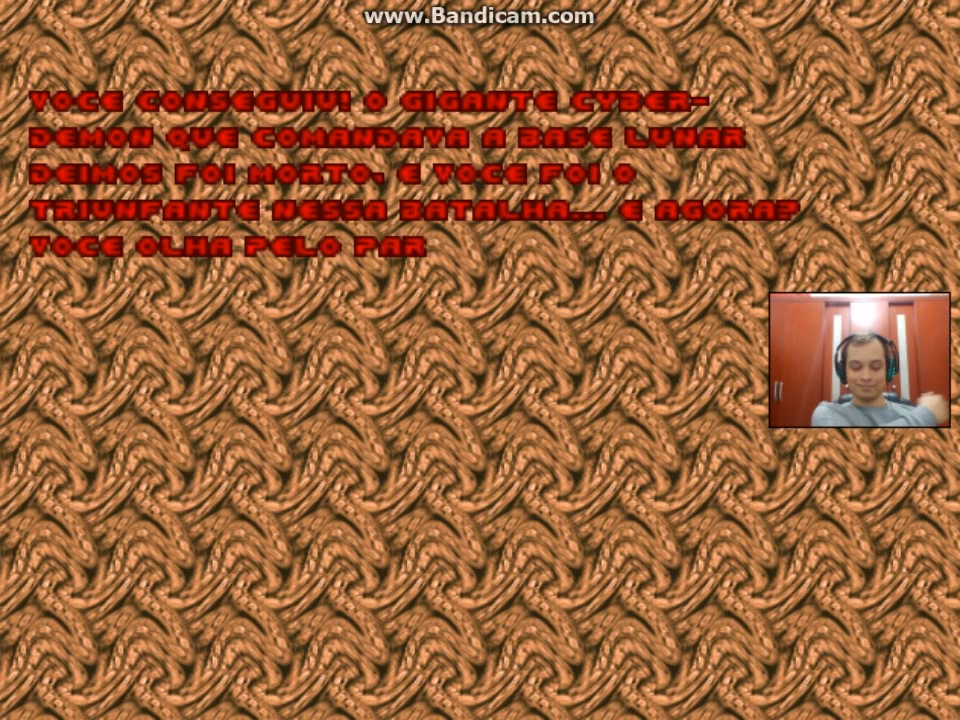 www.Bandicam.com
VOCE CONSEGUIU! O GIGANTE CYBER-
DEMON QUE COMANDAVA A BASE LUNAR
DEIMOS FOI MORTO, E VOCE FOI O
TRIUNFANTE NESSA BATALHA... E AGORA?
VOCE OLHA PELO PAR